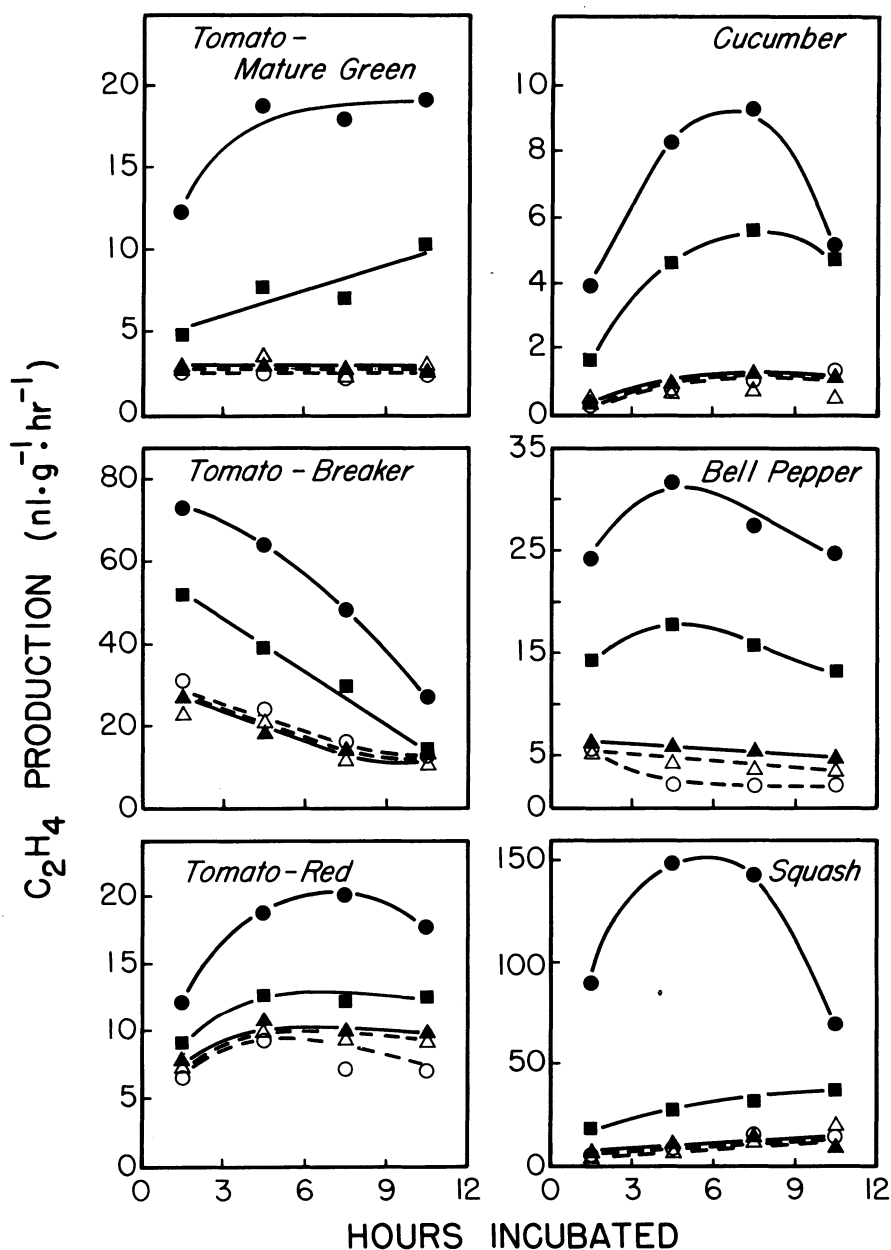 Tomato -
Mature Green
20
15
10
5
0
Cucumber
10
8
6
4
2
0
Tomato - Breaker
80
60
40
20
0
Bell Pepper
35
25
15
5
0
Tomato-Red
20
15
10
5
0
0 3 6 9 12
Squash
150
100
50
0
0 3 6 9 12
C₂H₄ PRODUCTION (nl·g⁻¹·hr⁻¹)
HOURS INCUBATED